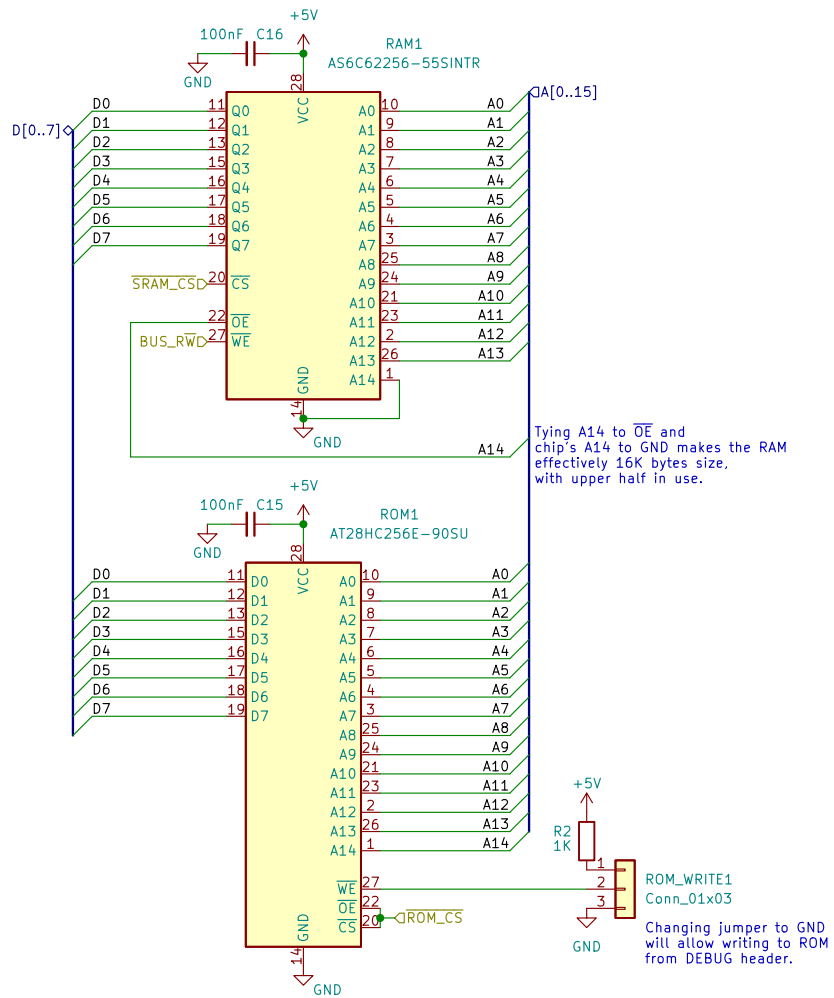 +5V
100nF C16
RAM1
AS6C62256-55SINTR
GND
28
VCC
A[0..15]
D[0..7]
D0 11 Q0 A0 10 A0
D1 12 Q1 A1 9 A1
D2 13 Q2 A2 8 A2
D3 15 Q3 A3 7 A3
D4 16 Q4 A4 6 A4
D5 17 Q5 A5 5 A5
D6 18 Q6 A6 4 A6
D7 19 Q7 A7 3 A7
A8 25 A8
SRAM_CS 20 CS A9 24 A9
A10 21 A10
22 OE A11 23 A11
BUS_RW 27 WE A12 2 A12
A13 26 A13
GND A14 1
14
GND
A14
Tying A14 to OE and
chip's A14 to GND makes the RAM
effectively 16K bytes size,
with upper half in use.
+5V
100nF C15
ROM1
AT28HC256E-90SU
GND
28
VCC
D0 11 D0 A0 10 A0
D1 12 D1 A1 9 A1
D2 13 D2 A2 8 A2
D3 15 D3 A3 7 A3
D4 16 D4 A4 6 A4
D5 17 D5 A5 5 A5
D6 18 D6 A6 4 A6
D7 19 D7 A7 3 A7
A8 25 A8
A9 24 A9
A10 21 A10
A11 23 A11
A12 2 A12
A13 26 A13
A14 1 A14
+5V
R2
1K
WE 27
OE 22
CS 20
ROM_CS
GND
14
GND
1
2
3
ROM_WRITE1
Conn_01x03
GND
Changing jumper to GND
will allow writing to ROM
from DEBUG header.